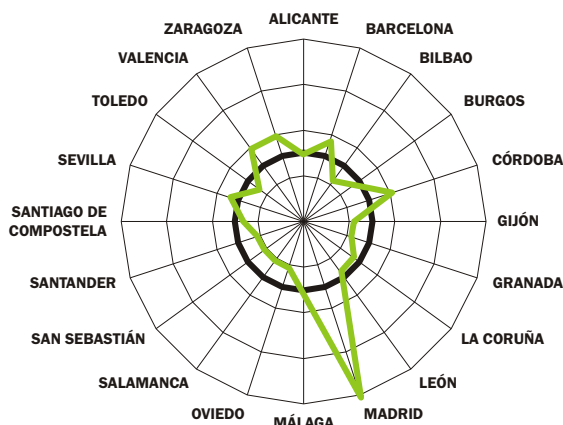 ALICANTE
BARCELONA
BILBAO
BURGOS
CÓRDOBA
GIJÓN
GRANADA
LA CORUÑA
LEÓN
MADRID
MÁLAGA
OVIEDO
SALAMANCA
SAN SEBASTIÁN
SANTANDER
SANTIAGO DE
COMPOSTELA
SEVILLA
TOLEDO
VALENCIA
ZARAGOZA